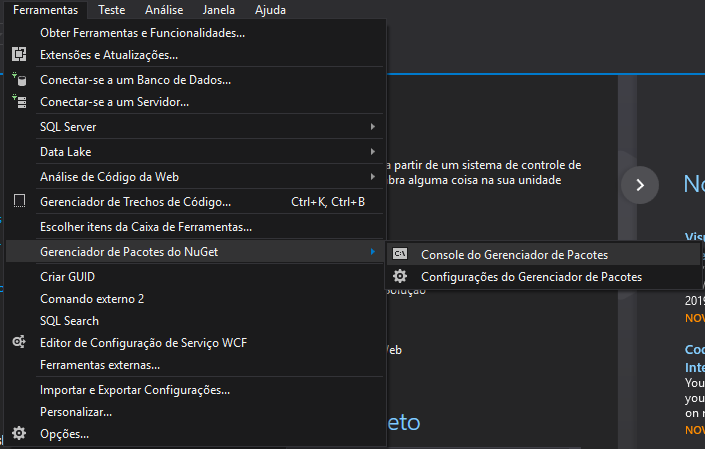 Ferramentas Teste Análise Janela Ajuda
Obter Ferramentas e Funcionalidades...
Extensões e Atualizações...
Conectar-se a um Banco de Dados...
Conectar-se a um Servidor...
SQL Server
Data Lake
a partir de um sistema de controle de
Análise de Código da Web
bra alguma coisa na sua unidade
Gerenciador de Trechos de Código... Ctrl+K, Ctrl+B
Escolher itens da Caixa de Ferramentas...
Gerenciador de Pacotes do NuGet
C:\
Console do Gerenciador de Pacotes
Configurações do Gerenciador de Pacotes
Criar GUID
Comando externo 2
SQL Search
Editor de Configuração de Serviço WCF
Ferramentas externas...
Importar e Exportar Configurações...
Personalizar...
Opções...
olução
Web
eto
No
Visu
2019
NOV
Cod
Inte
You
you
on r
NOV